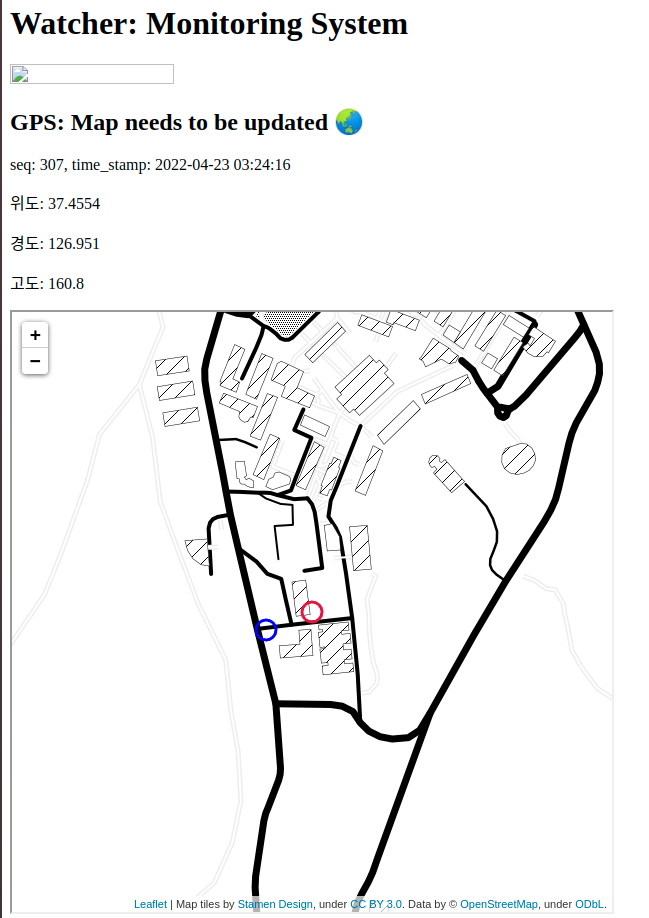 Watcher: Monitoring System
GPS: Map needs to be updated 🌏
seq: 307, time_stamp: 2022-04-23 03:24:16
위도: 37.4554
경도: 126.951
고도: 160.8
+
−
Leaflet | Map tiles by Stamen Design, under CC BY 3.0. Data by © OpenStreetMap, under ODbL.